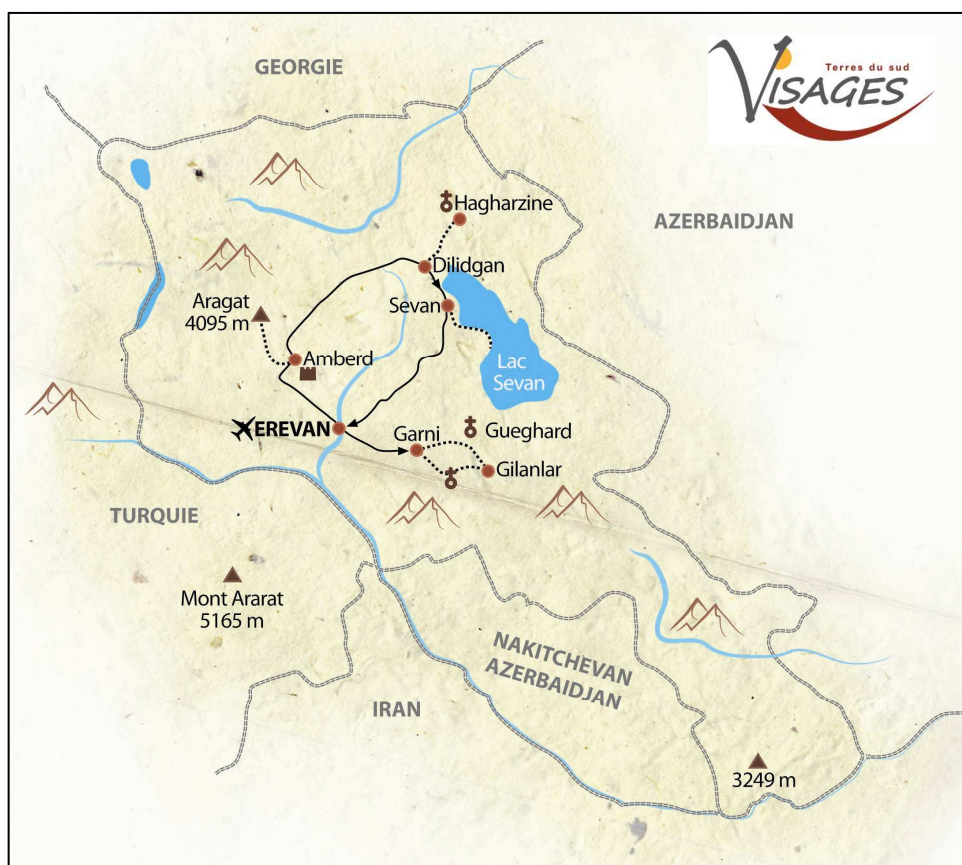 Terres du sud
VISAGES
GEORGIE
AZERBAIDJAN
Hagharzine
Dilidgan
Sevan
Aragat
4095 m
Amberd
Lac
Sevan
EREVAN
Garni
Gueghard
Gilanlar
TURQUIE
Mont Ararat
5165 m
NAKITCHEVAN
AZERBAIDJAN
IRAN
3249 m